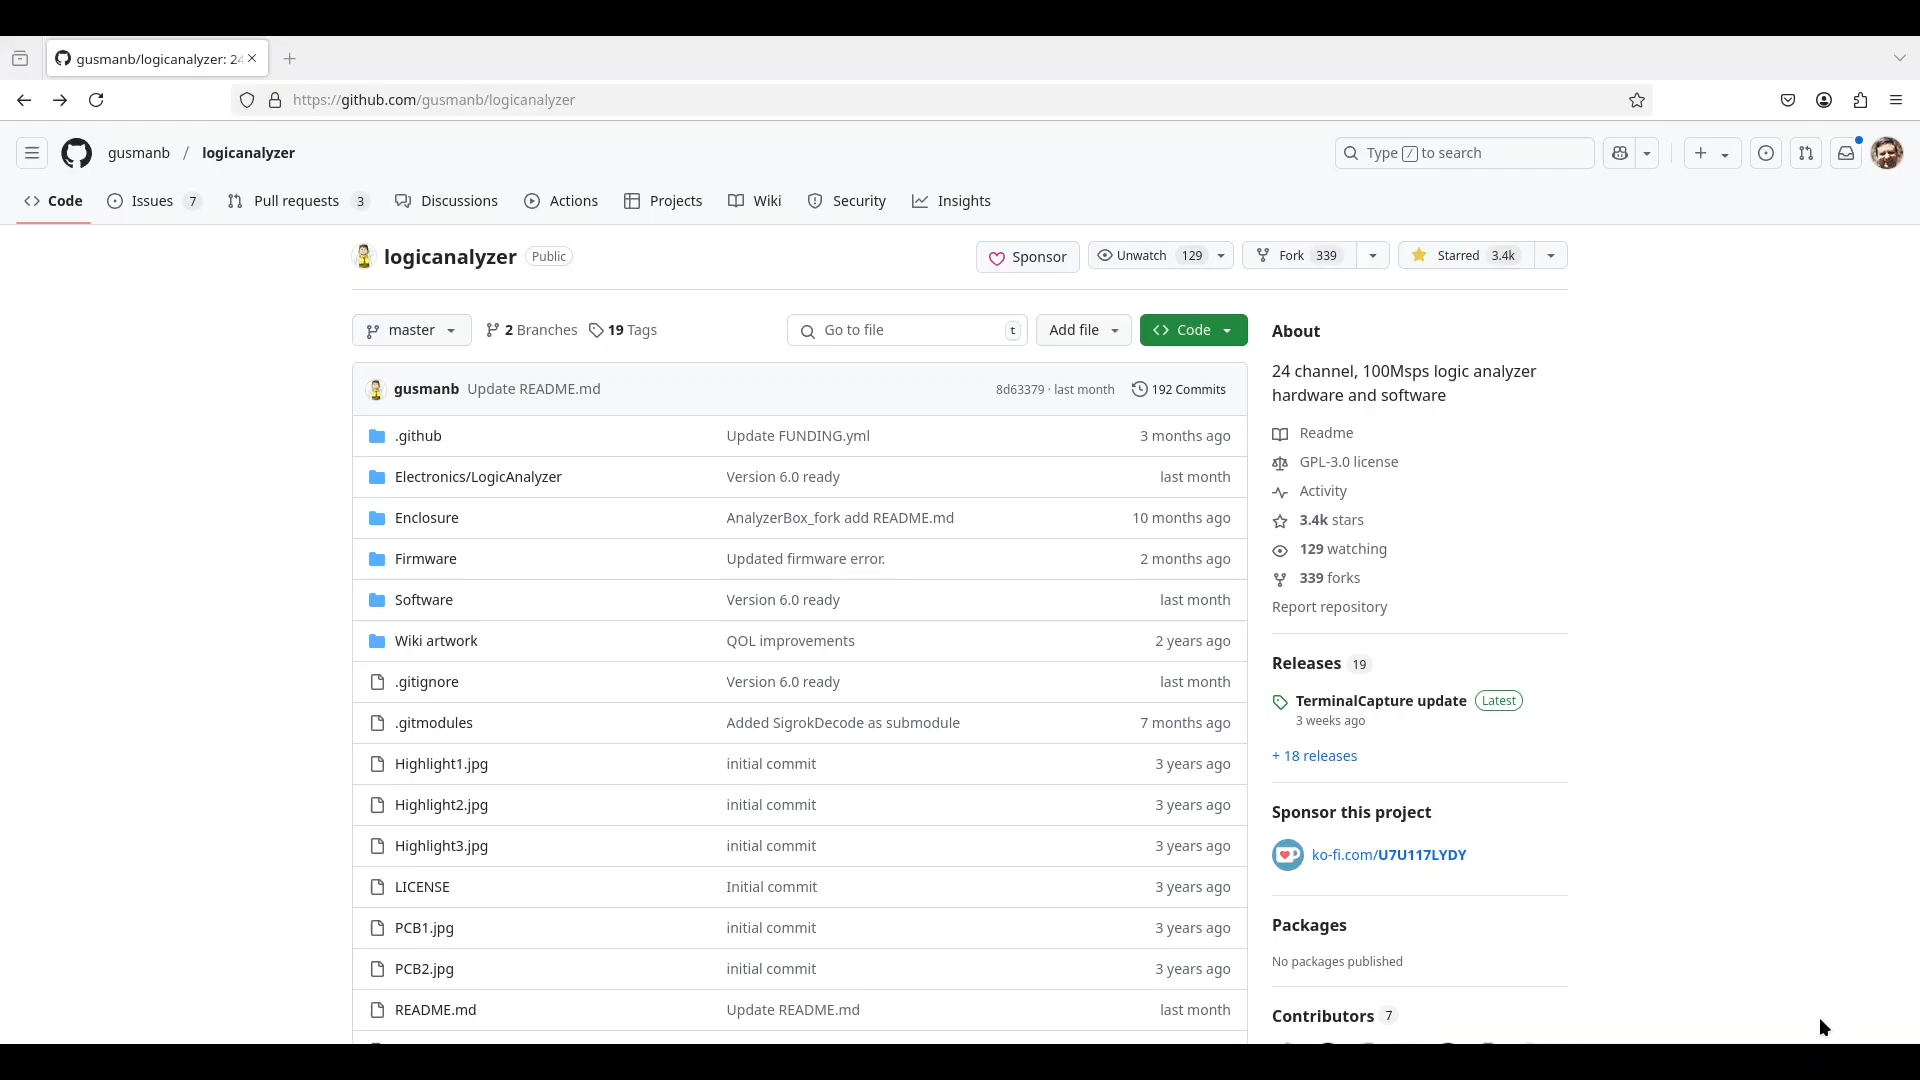 gusmanb/logicanalyzer: 24
https://github.com/gusmanb/logicanalyzer
gusmanb / logicanalyzer
Type / to search
Code
Issues 7
Pull requests 3
Discussions
Actions
Projects
Wiki
Security
Insights
logicanalyzer Public
Sponsor
Unwatch 129
Fork 339
Starred 3.4k
master
2 Branches
19 Tags
Go to file t
Add file
Code
gusmanb Update README.md 8d63379 · last month 192 Commits
.github Update FUNDING.yml 3 months ago
Electronics/LogicAnalyzer Version 6.0 ready last month
Enclosure AnalyzerBox_fork add README.md 10 months ago
Firmware Updated firmware error. 2 months ago
Software Version 6.0 ready last month
Wiki artwork QOL improvements 2 years ago
.gitignore Version 6.0 ready last month
.gitmodules Added SigrokDecode as submodule 7 months ago
Highlight1.jpg initial commit 3 years ago
Highlight2.jpg initial commit 3 years ago
Highlight3.jpg initial commit 3 years ago
LICENSE Initial commit 3 years ago
PCB1.jpg initial commit 3 years ago
PCB2.jpg initial commit 3 years ago
README.md Update README.md last month
About
24 channel, 100Msps logic analyzer
hardware and software
Readme
GPL-3.0 license
Activity
3.4k stars
129 watching
339 forks
Report repository
Releases 19
TerminalCapture update Latest
3 weeks ago
+ 18 releases
Sponsor this project
ko-fi.com/U7U117LYDY
Packages
No packages published
Contributors 7